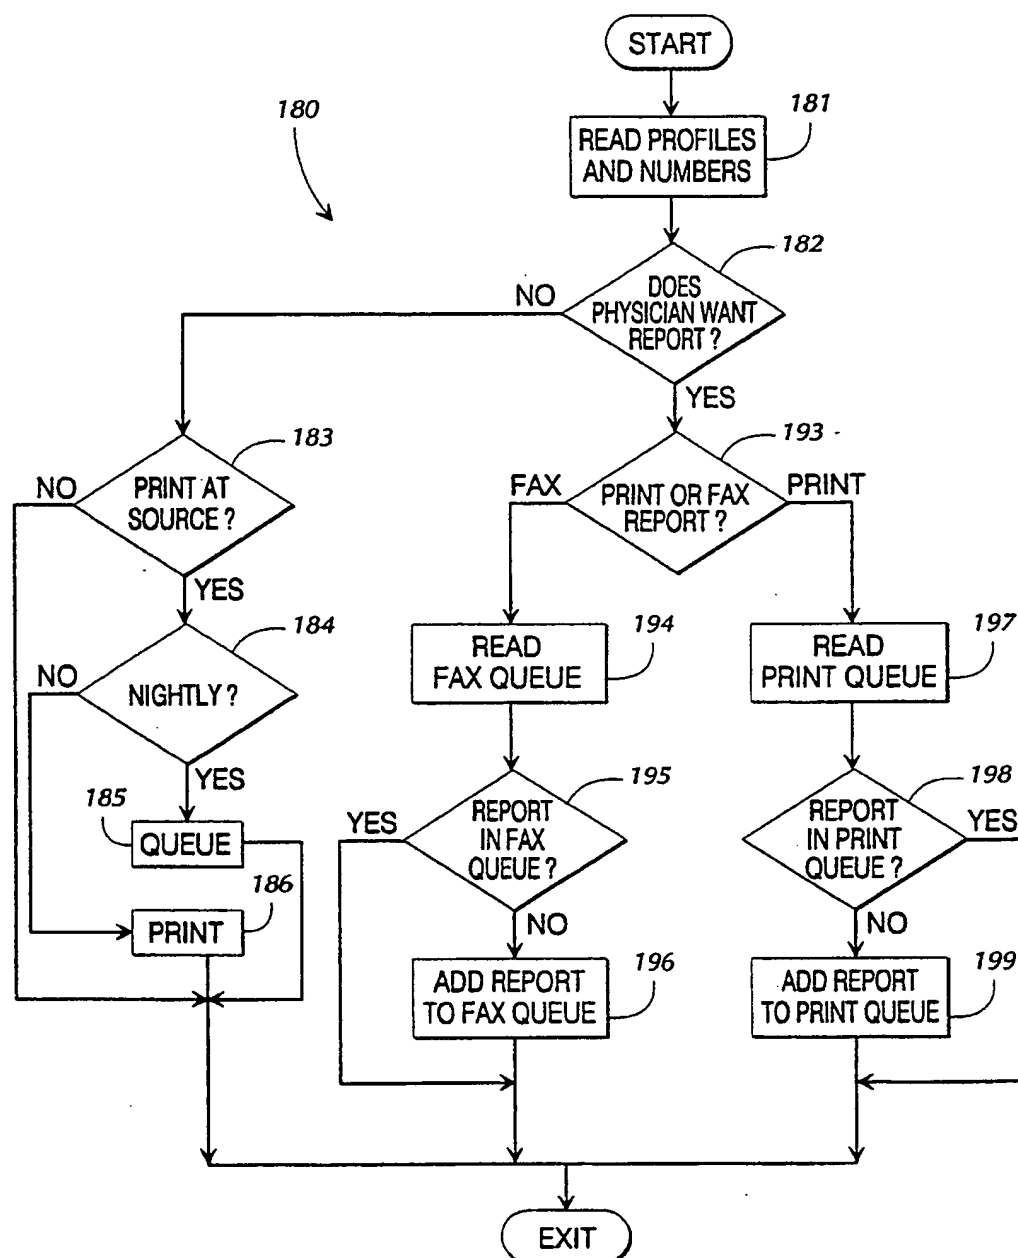 START
180
181
READ PROFILES
AND NUMBERS
182
DOES
PHYSICIAN WANT
REPORT ?
NO
YES
183
PRINT AT
SOURCE ?
NO
YES
193
PRINT OR FAX
REPORT ?
FAX
PRINT
184
NIGHTLY ?
NO
YES
194
READ
FAX QUEUE
197
READ
PRINT QUEUE
185
QUEUE
195
REPORT
IN FAX
QUEUE ?
YES
NO
198
REPORT
IN PRINT
QUEUE ?
YES
NO
186
PRINT
196
ADD REPORT
TO FAX QUEUE
199
ADD REPORT
TO PRINT QUEUE
EXIT